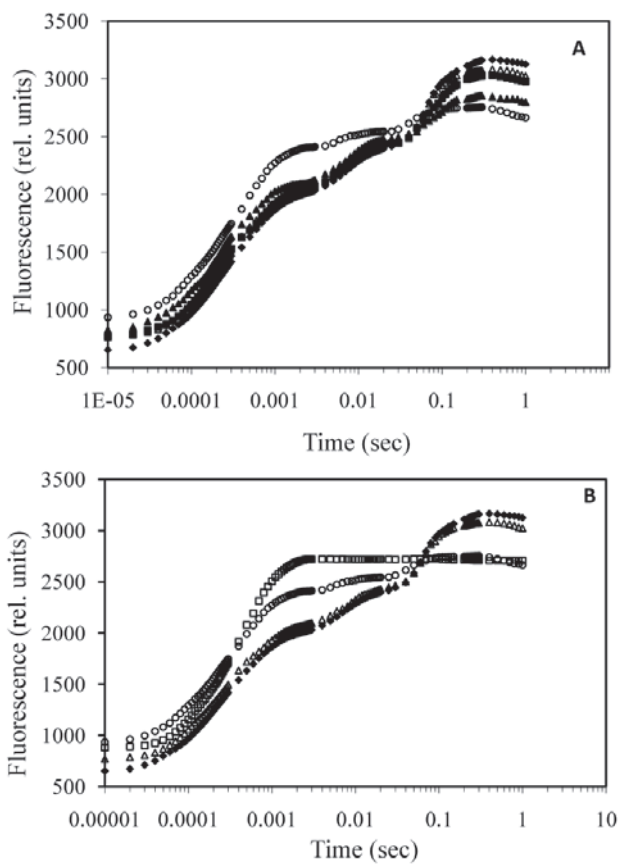 A
3500
3000
2500
2000
1500
1000
500
Fluorescence (rel. units)
1E-05 0.0001 0.001 0.01 0.1 1
Time (sec)
B
3500
3000
2500
2000
1500
1000
500
Fluorescence (rel. units)
0.00001 0.0001 0.001 0.01 0.1 1 10
Time (sec)